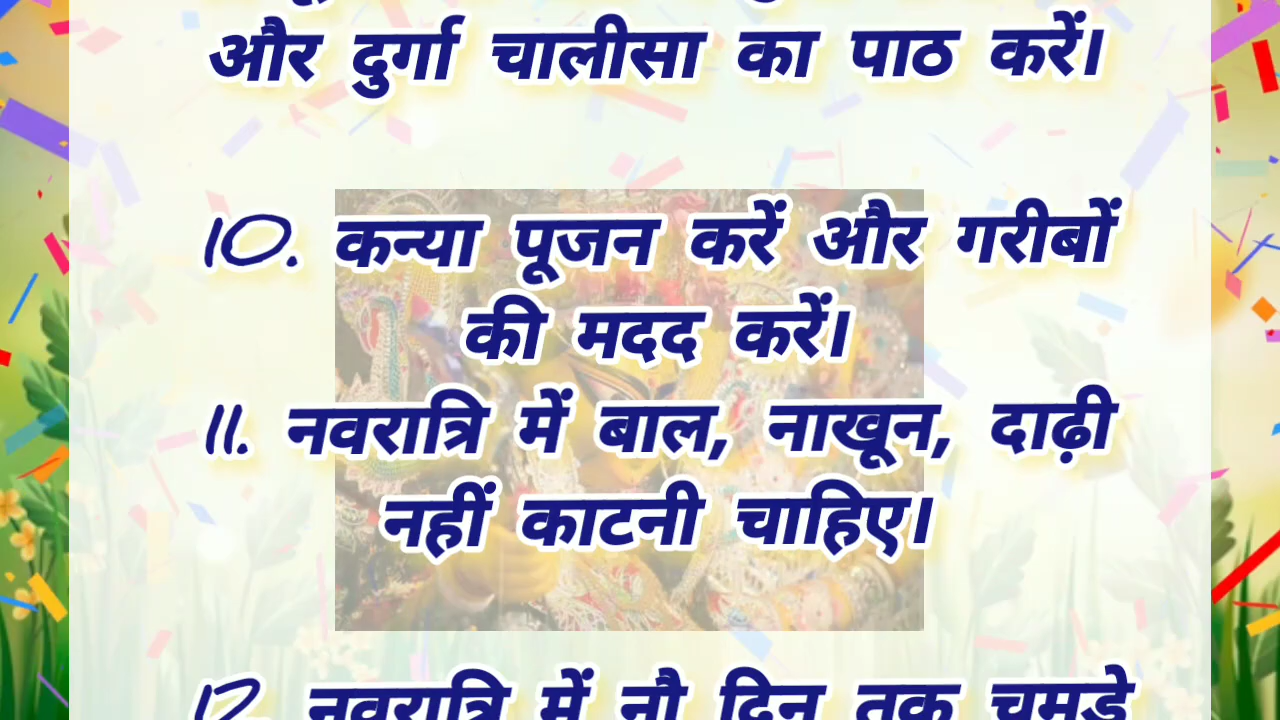 और दुर्गा चालीसा का पाठ करें।
10. कन्या पूजन करें और गरीबों
की मदद करें।
11. नवरात्रि में बाल, नाखून, दाढ़ी
नहीं काटनी चाहिए।
12. नवरात्रि में नौ दिन तक चमड़े